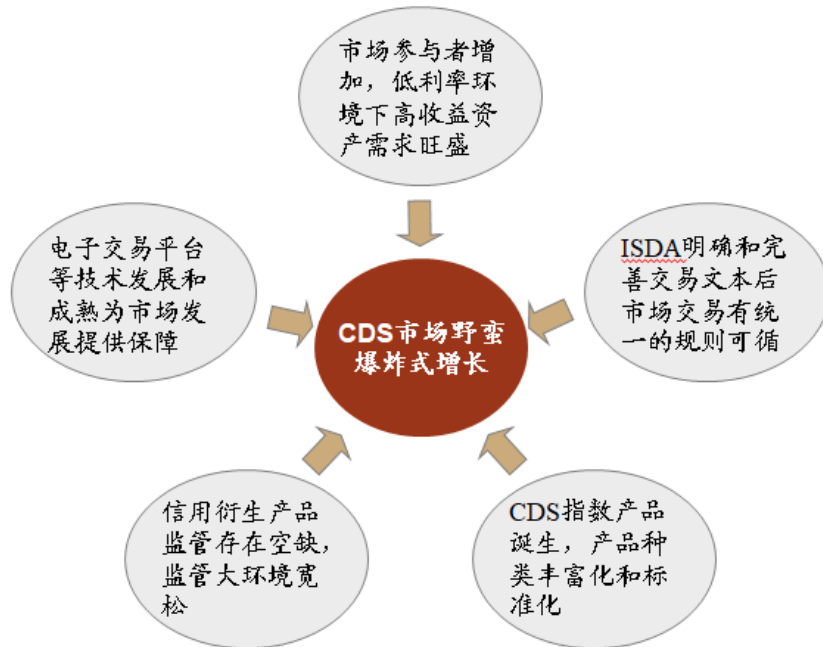 市场参与者增
加，低利率环
境下高收益资
产需求旺盛
电子交易平台
等技术发展和
成熟为市场发
展提供保障
ISDA明确和完
善交易文本后
市场交易有统
一的规则可循
CDS市场野蛮
爆炸式增长
信用衍生产品
监管存在空缺，
监管大环境宽
松
CDS指数产品
诞生，产品种
类丰富化和标
准化